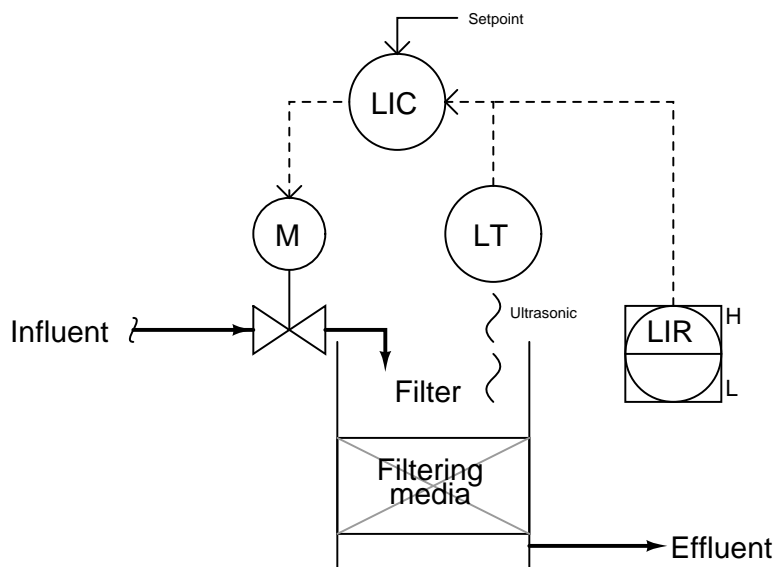 Setpoint
LIC
M
LT
Influent
Ultrasonic
LIR
H
L
Filter
Filtering
media
Effluent